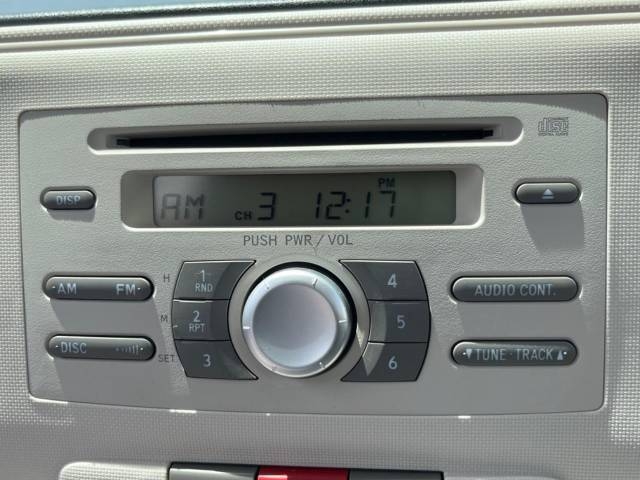 disc
DISP
AM CH 3 12:17 PM
PUSH PWR/VOL
AM FM
DISC
H
M
SET
1 RND
2 RPT
3
4
5
6
AUDIO CONT.
▼TUNE·TRACK▲